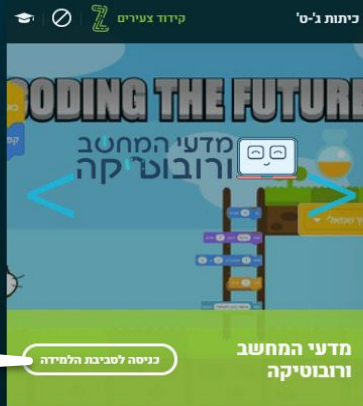 כיתות ג'-ט'
קידוד צעירים
CODING THE FUTURE
מדעי המחשב
ורובוטיקה
מדעי המחשב
ורובוטיקה
כניסה לסביבת הלמידה